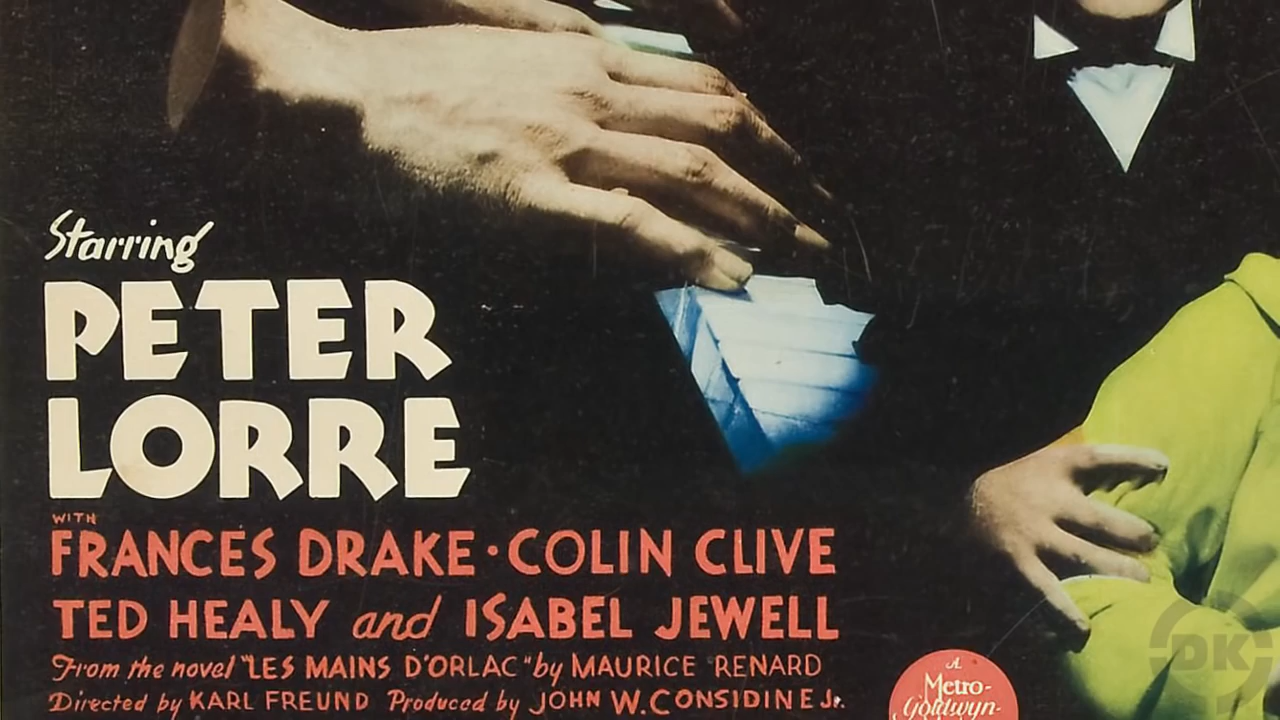 Starring
PETER
LORRE
WITH
FRANCES DRAKE · COLIN CLIVE
TED HEALY and ISABEL JEWELL
From the novel "LES MAINS D'ORLAC" by MAURICE RENARD
Directed by KARL FREUND Produced by JOHN W. CONSIDINE Jr.
A
Metro-
Goldwyn-
DK